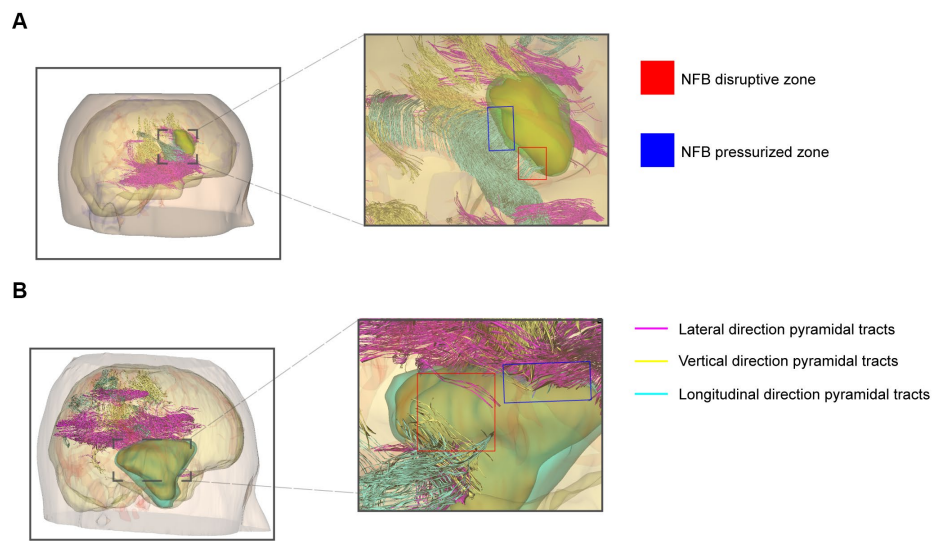 A
NFB disruptive zone
NFB pressurized zone
B
Lateral direction pyramidal tracts
Vertical direction pyramidal tracts
Longitudinal direction pyramidal tracts